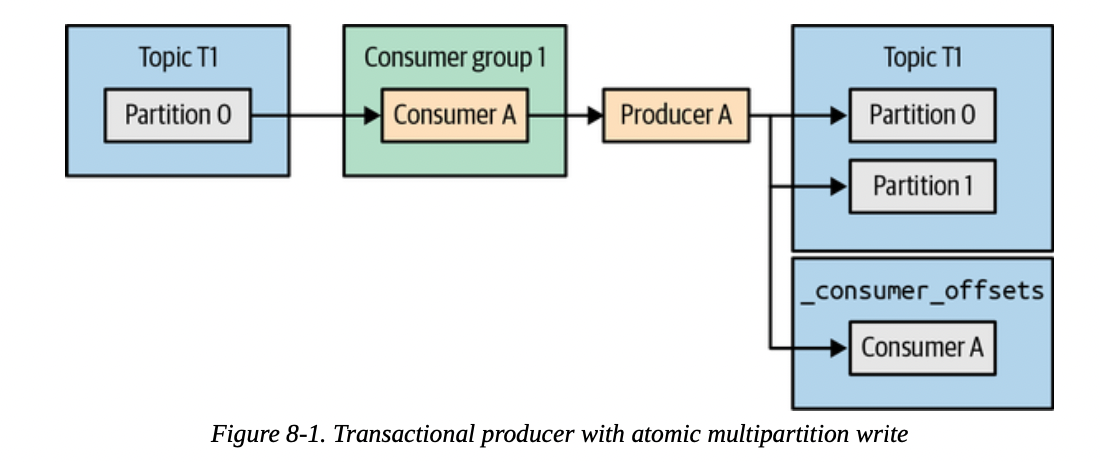 Topic T1
Partition 0
Consumer group 1
Consumer A
Producer A
Topic T1
Partition 0
Partition 1
_consumer_offsets
Consumer A
Figure 8-1. Transactional producer with atomic multipartition write